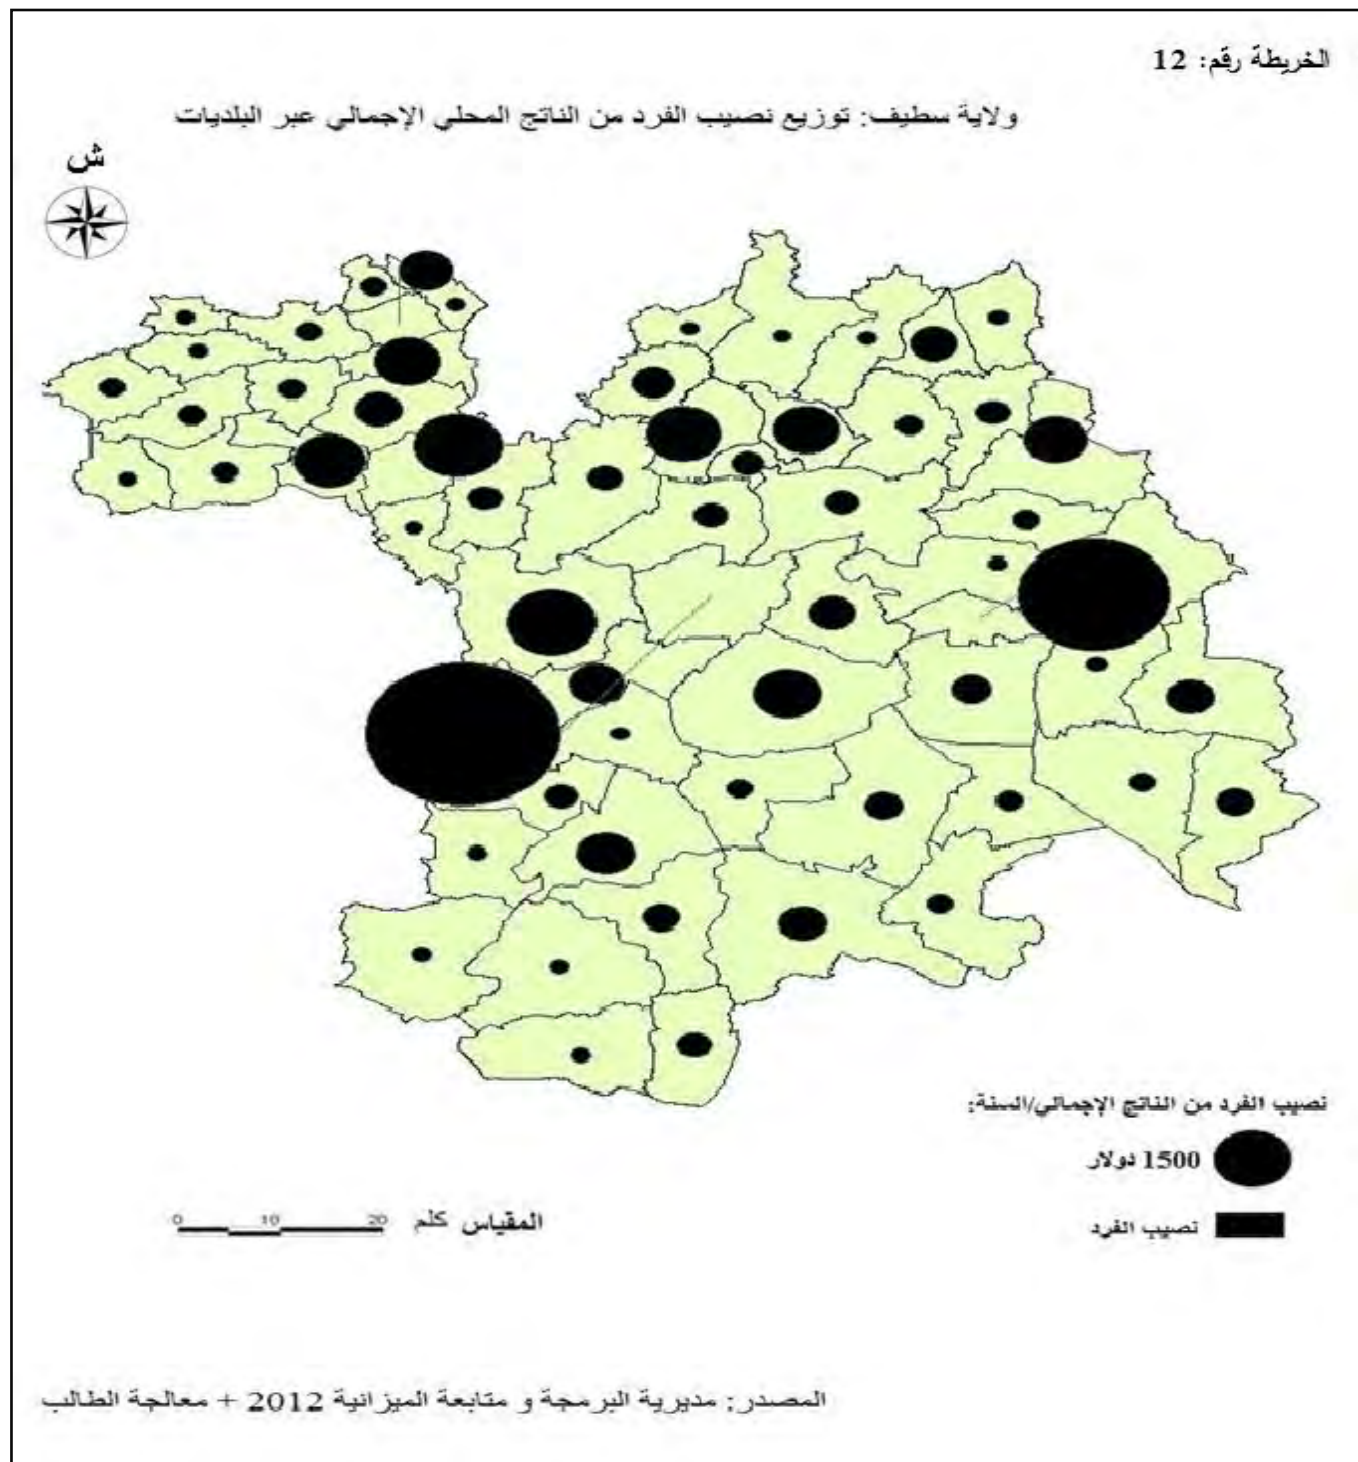 الخريطة رقم: 12
ولاية سطيف: توزيع نصيب الفرد من الناتج المحلي الإجمالي عبر البلديات
ش
نصيب الفرد من الناتج الإجمالي/السنة:
1500 دولار
نصيب الفرد
0 10 20
المقياس كلم
المصدر: مديرية البرمجة و متابعة الميزانية 2012 + معالجة الطالب